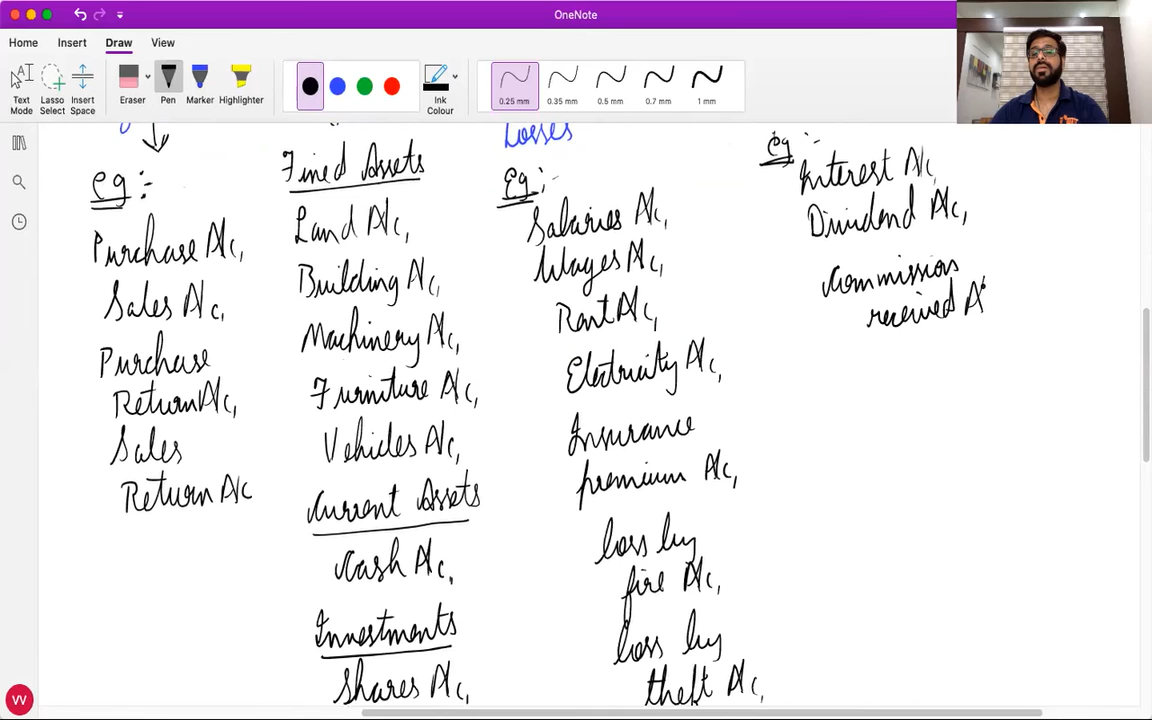 OneNote
Home Insert Draw View
Text Mode
Lasso Select
Insert Space
Eraser
Pen
Marker
Highlighter
Ink Colour
0.25 mm
0.35 mm
0.5 mm
0.7 mm
1 mm
eg :-
Purchase A/c,
Sales A/c,
Purchase
Return A/c,
Sales
Return A/c
Fixed Assets
Land A/c,
Building A/c,
Machinery A/c,
Furniture A/c,
Vehicles A/c,
Current Assets
Cash A/c,
Investments
Shares A/c,
Losses
Eg :-
Salaries A/c,
Wages A/c,
Rent A/c,
Electricity A/c,
Insurance
premium A/c,
loss by
fire A/c,
loss by
theft A/c,
eg :-
Interest A/c,
Dividend A/c,
Commission
received A
VV